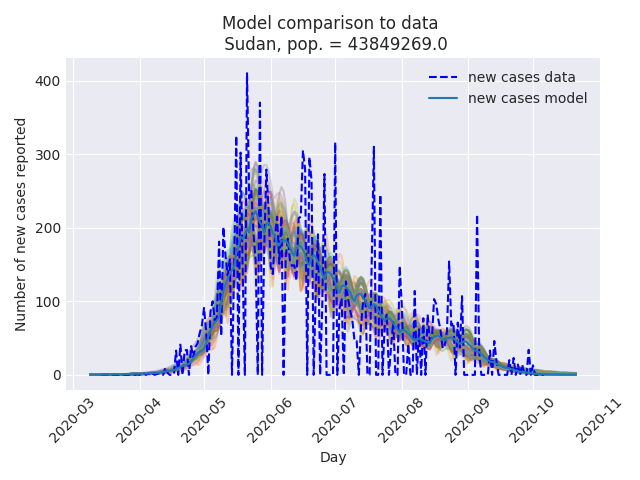 Model comparison to data
Sudan, pop. = 43849269.0
new cases data
new cases model
Number of new cases reported
400
300
200
100
0
2020-03
2020-04
2020-05
2020-06
2020-07
2020-08
2020-09
2020-10
2020-11
Day